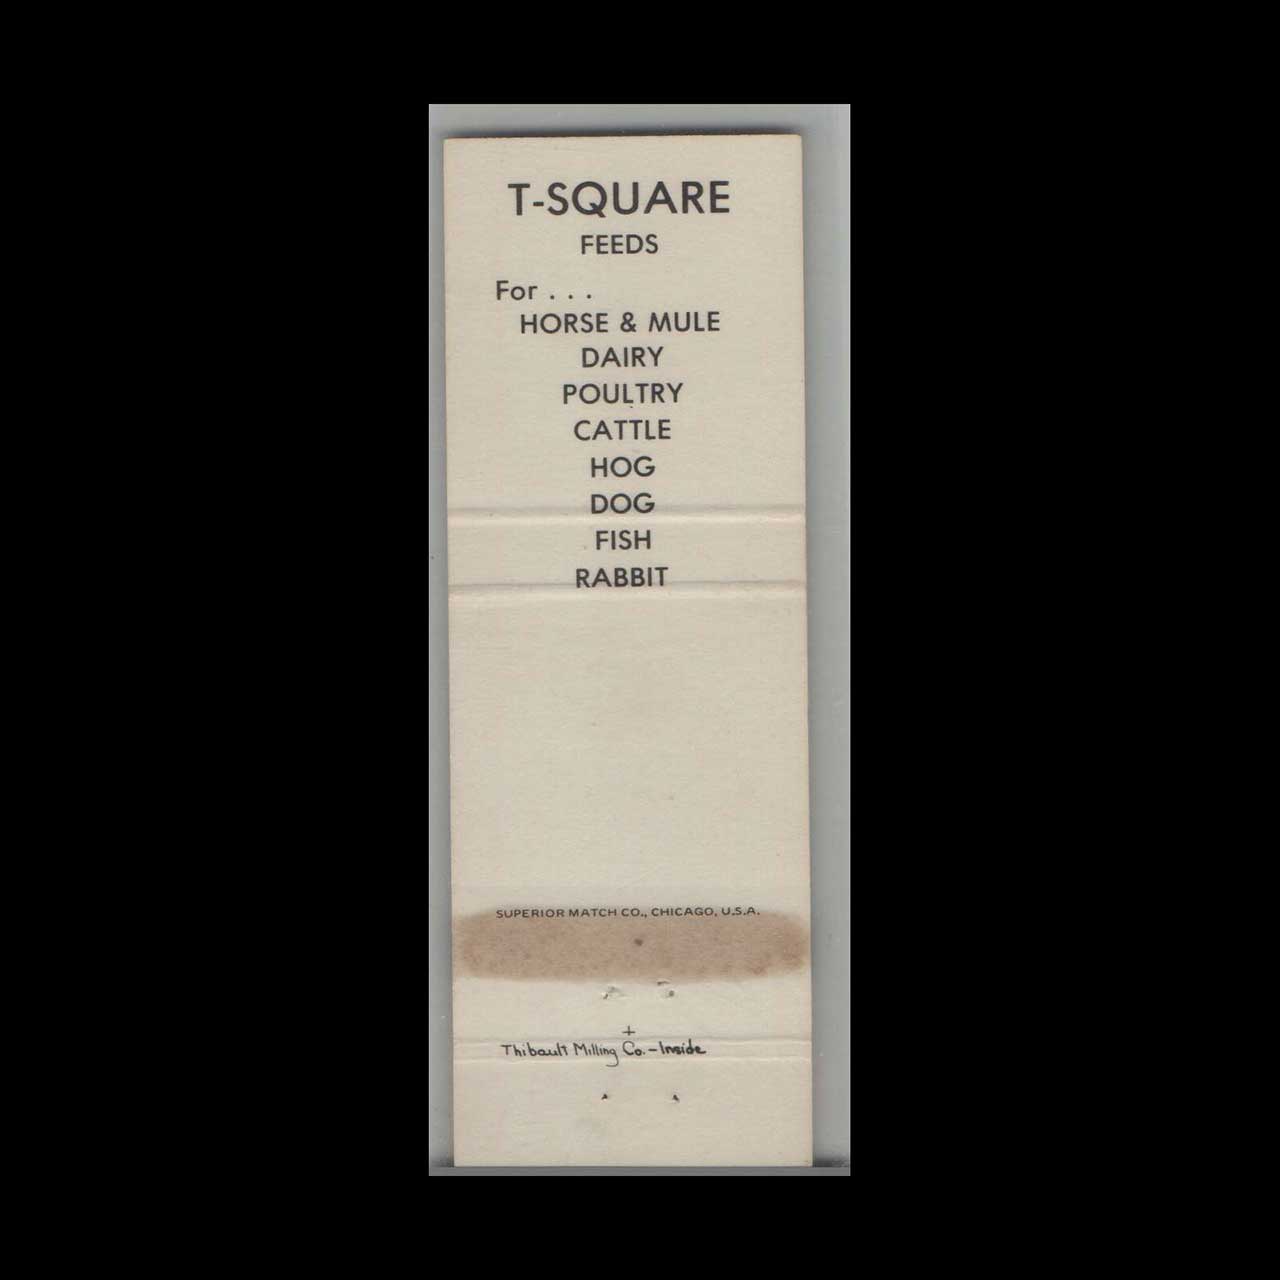 T-SQUARE
FEEDS
For . . .
HORSE & MULE
DAIRY
POULTRY
CATTLE
HOG
DOG
FISH
RABBIT
SUPERIOR MATCH CO., CHICAGO, U.S.A.
+
Thibault Milling Co.-Inside